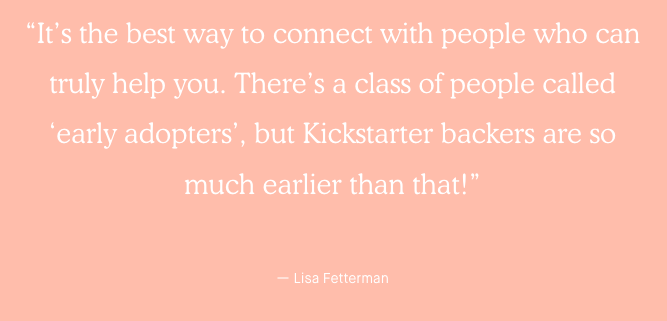 “It’s the best way to connect with people who can
truly help you. There’s a class of people called
‘early adopters’, but Kickstarter backers are so
much earlier than that!”
— Lisa Fetterman